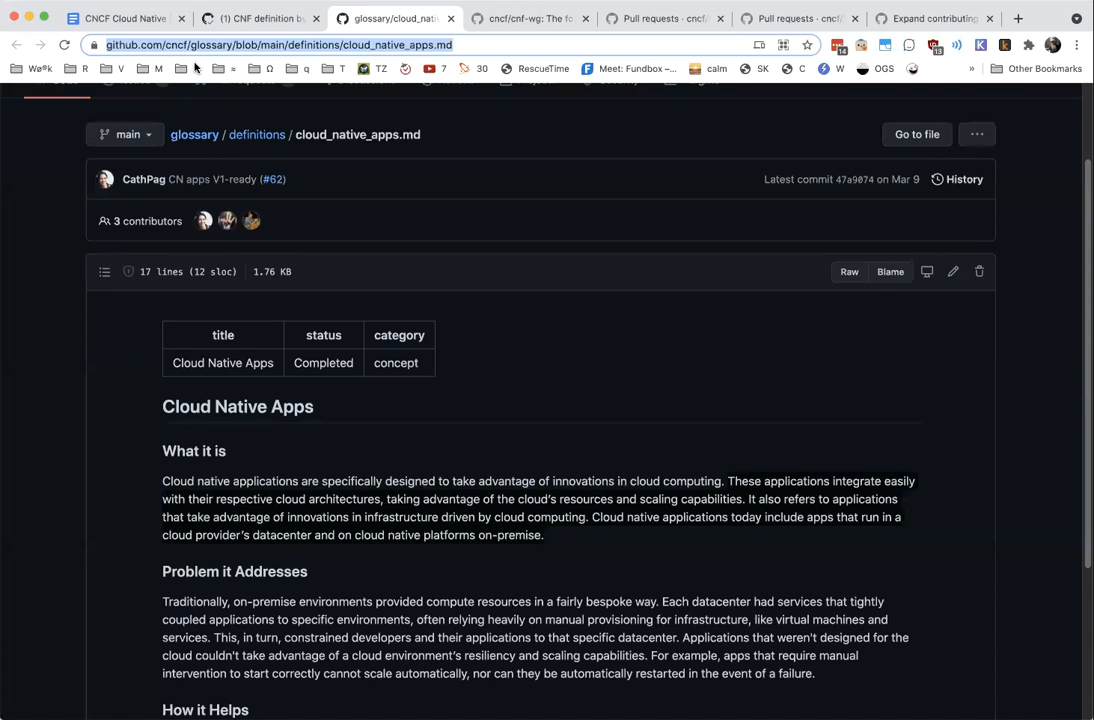 CNCF Cloud Native
(1) CNF definition by
glossary/cloud_nativ
cncf/cnf-wg: The fo
Pull requests · cncf/
Pull requests · cncf/
Expand contributing
github.com/cncf/glossary/blob/main/definitions/cloud_native_apps.md
14
13
Wø®k
R
V
M
≈
Ω
q
T
TZ
7
30
RescueTime
Meet: Fundbox –...
calm
SK
C
W
OGS
»
Other Bookmarks
main
glossary / definitions / cloud_native_apps.md
Go to file
...
CathPag CN apps V1-ready (#62)
Latest commit 47a9074 on Mar 9
History
3 contributors
17 lines (12 sloc) | 1.76 KB
Raw
Blame
title status category
Cloud Native Apps Completed concept
Cloud Native Apps
What it is
Cloud native applications are specifically designed to take advantage of innovations in cloud computing. These applications integrate easily
with their respective cloud architectures, taking advantage of the cloud's resources and scaling capabilities. It also refers to applications
that take advantage of innovations in infrastructure driven by cloud computing. Cloud native applications today include apps that run in a
cloud provider's datacenter and on cloud native platforms on-premise.
Problem it Addresses
Traditionally, on-premise environments provided compute resources in a fairly bespoke way. Each datacenter had services that tightly
coupled applications to specific environments, often relying heavily on manual provisioning for infrastructure, like virtual machines and
services. This, in turn, constrained developers and their applications to that specific datacenter. Applications that weren't designed for the
cloud couldn't take advantage of a cloud environment's resiliency and scaling capabilities. For example, apps that require manual
intervention to start correctly cannot scale automatically, nor can they be automatically restarted in the event of a failure.
How it Helps